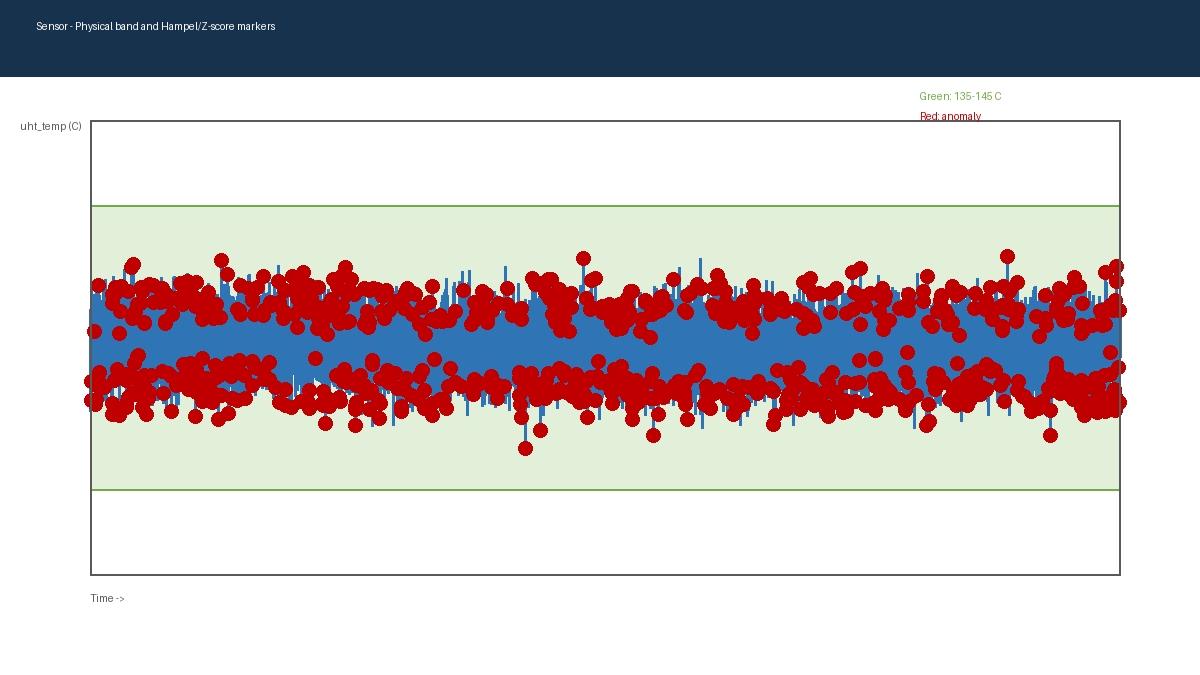 Sensor - Physical band and Hampel/Z-score markers
Green: 135-145 C
Red: anomaly
uht_temp (C)
Time ->